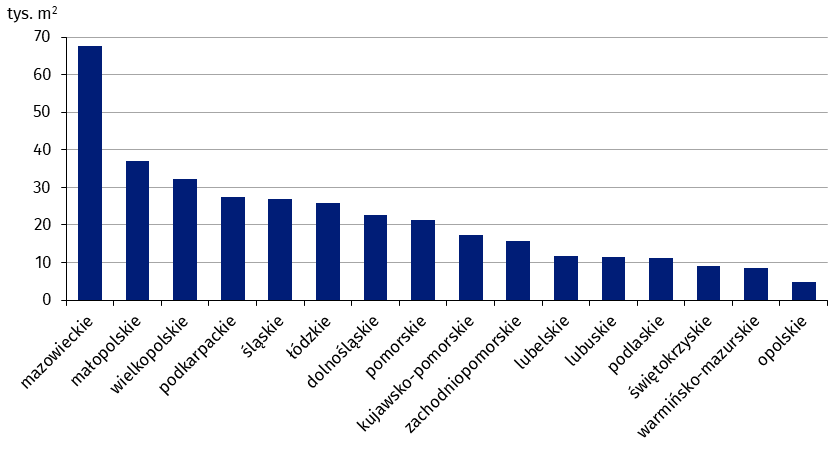 tys. m²
70
60
50
40
30
20
10
0
mazowieckie
małopolskie
wielkopolskie
podkarpackie
śląskie
łódzkie
dolnośląskie
pomorskie
kujawsko-pomorskie
zachodniopomorskie
lubelskie
lubuskie
podlaskie
świętokrzyskie
warmińsko-mazurskie
opolskie